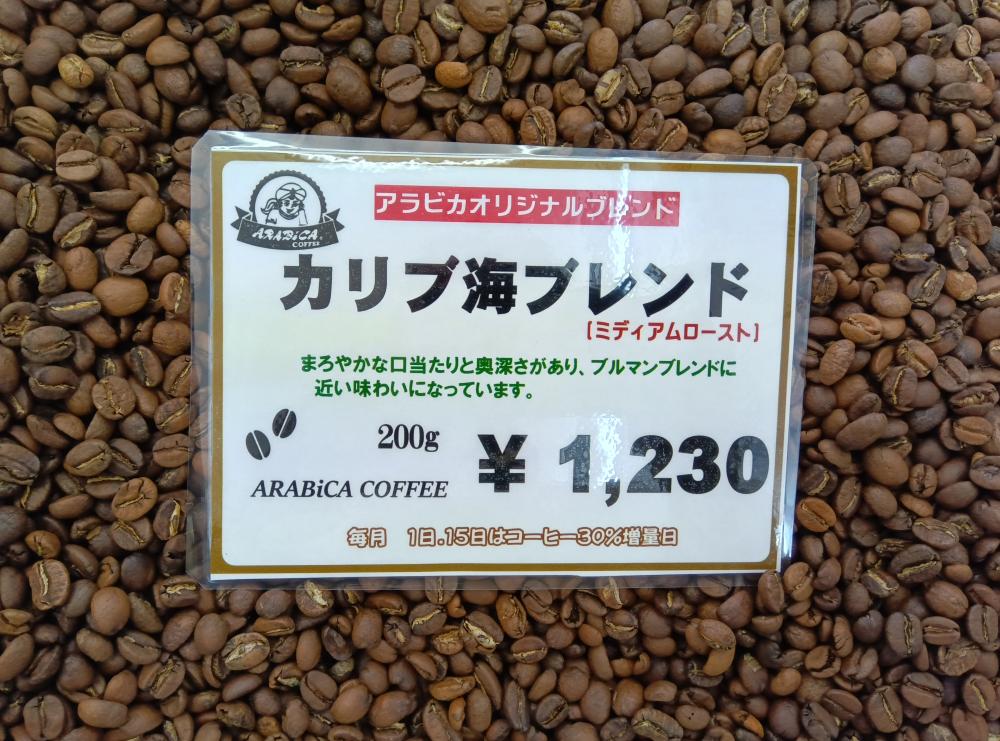 ARABiCA
COFFEE
アラビカオリジナルブレンド
カリブ海ブレンド
[ミディアムロースト]
まろやかな口当たりと奥深さがあり、ブルマンブレンドに
近い味わいになっています。
200g
¥ 1,230
ARABiCA COFFEE
毎月 1日.15日はコーヒー30%増量日